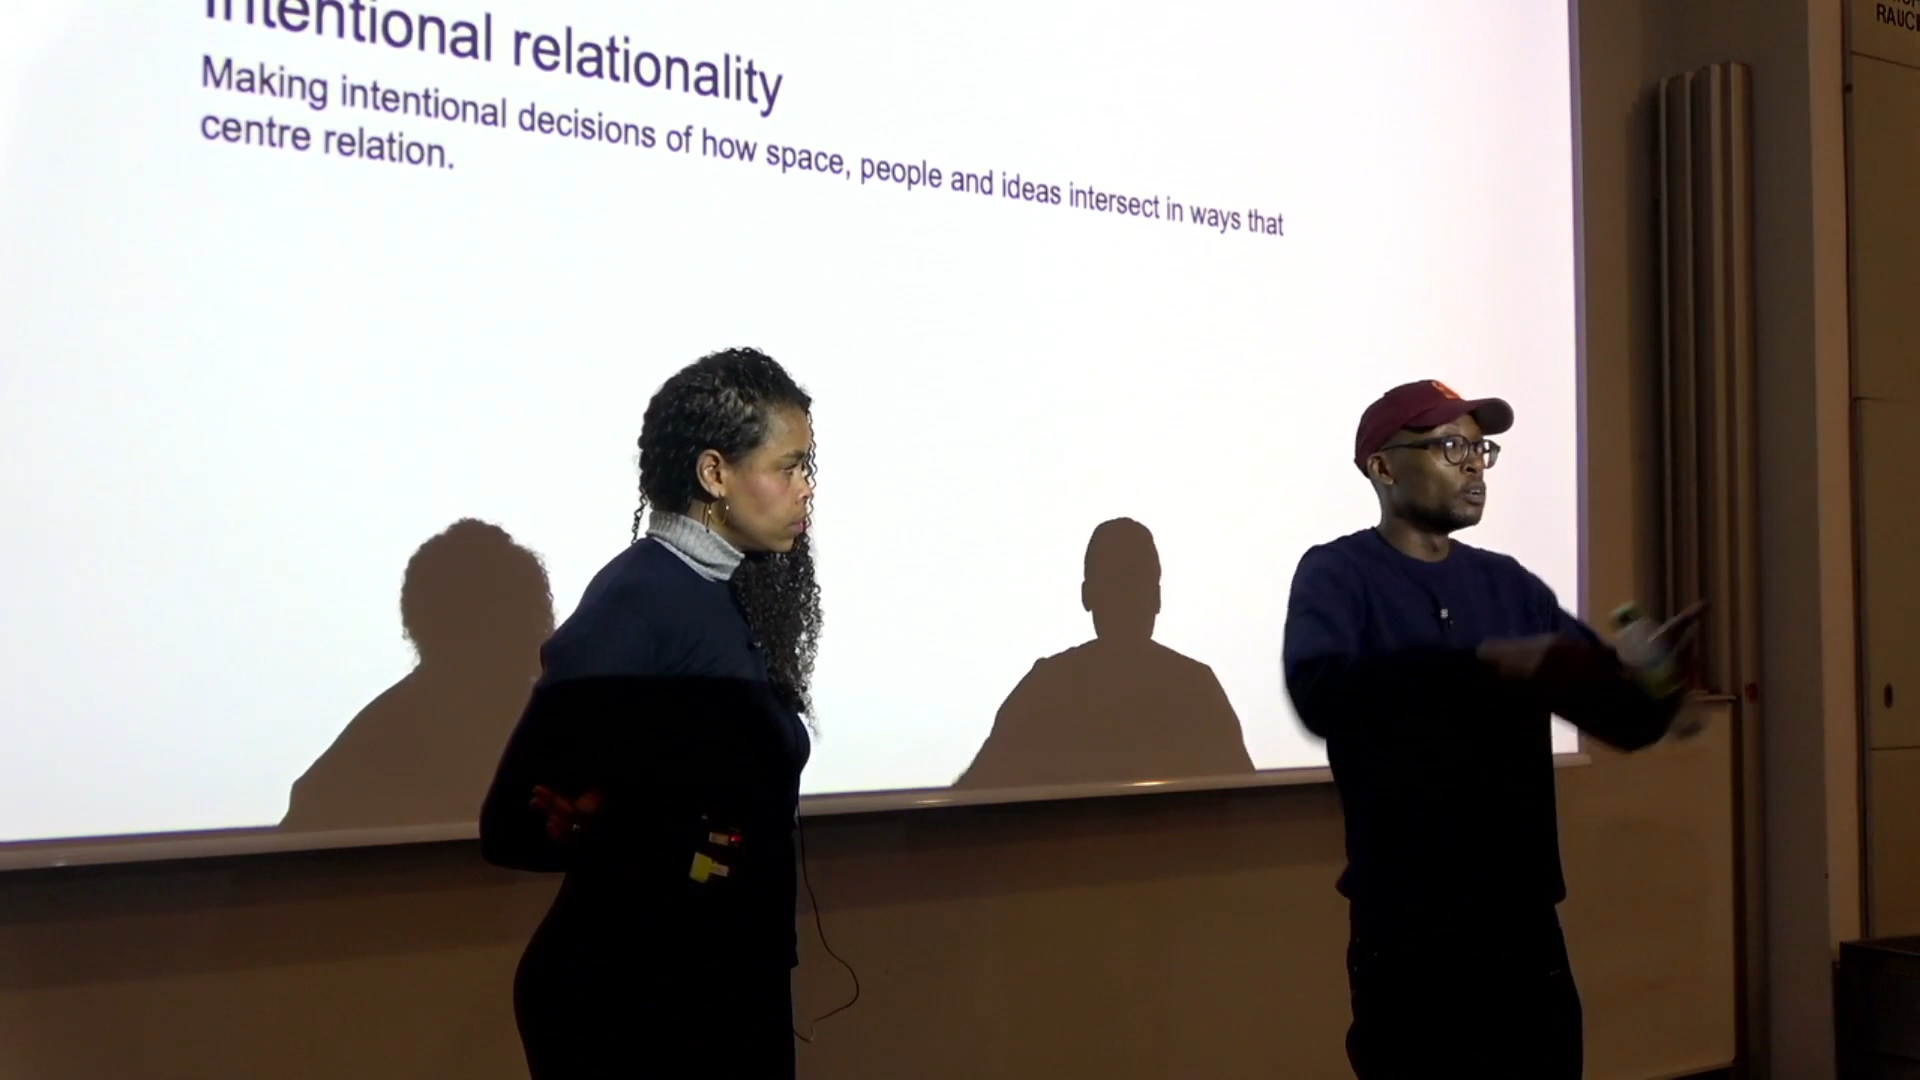 Intentional relationality
Making intentional decisions of how space, people and ideas intersect in ways that
centre relation.